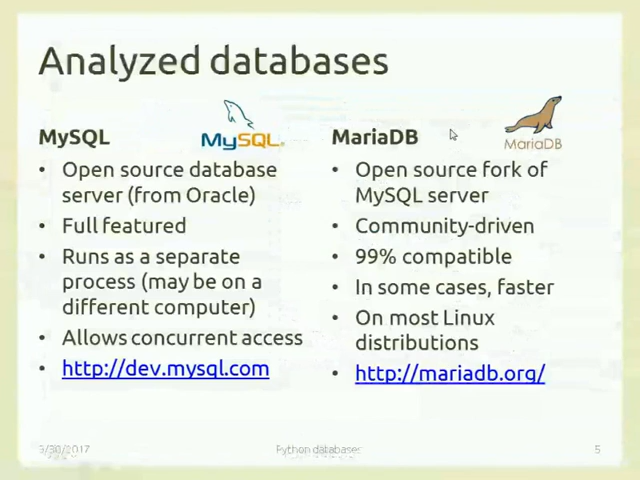 Analyzed databases
MySQL
MySQL®
• Open source database
server (from Oracle)
• Full featured
• Runs as a separate
process (may be on a
different computer)
• Allows concurrent access
• http://dev.mysql.com
MariaDB
MariaDB
• Open source fork of
MySQL server
• Community-driven
• 99% compatible
• In some cases, faster
• On most Linux
distributions
• http://mariadb.org/
/30/2017
Python databases
5